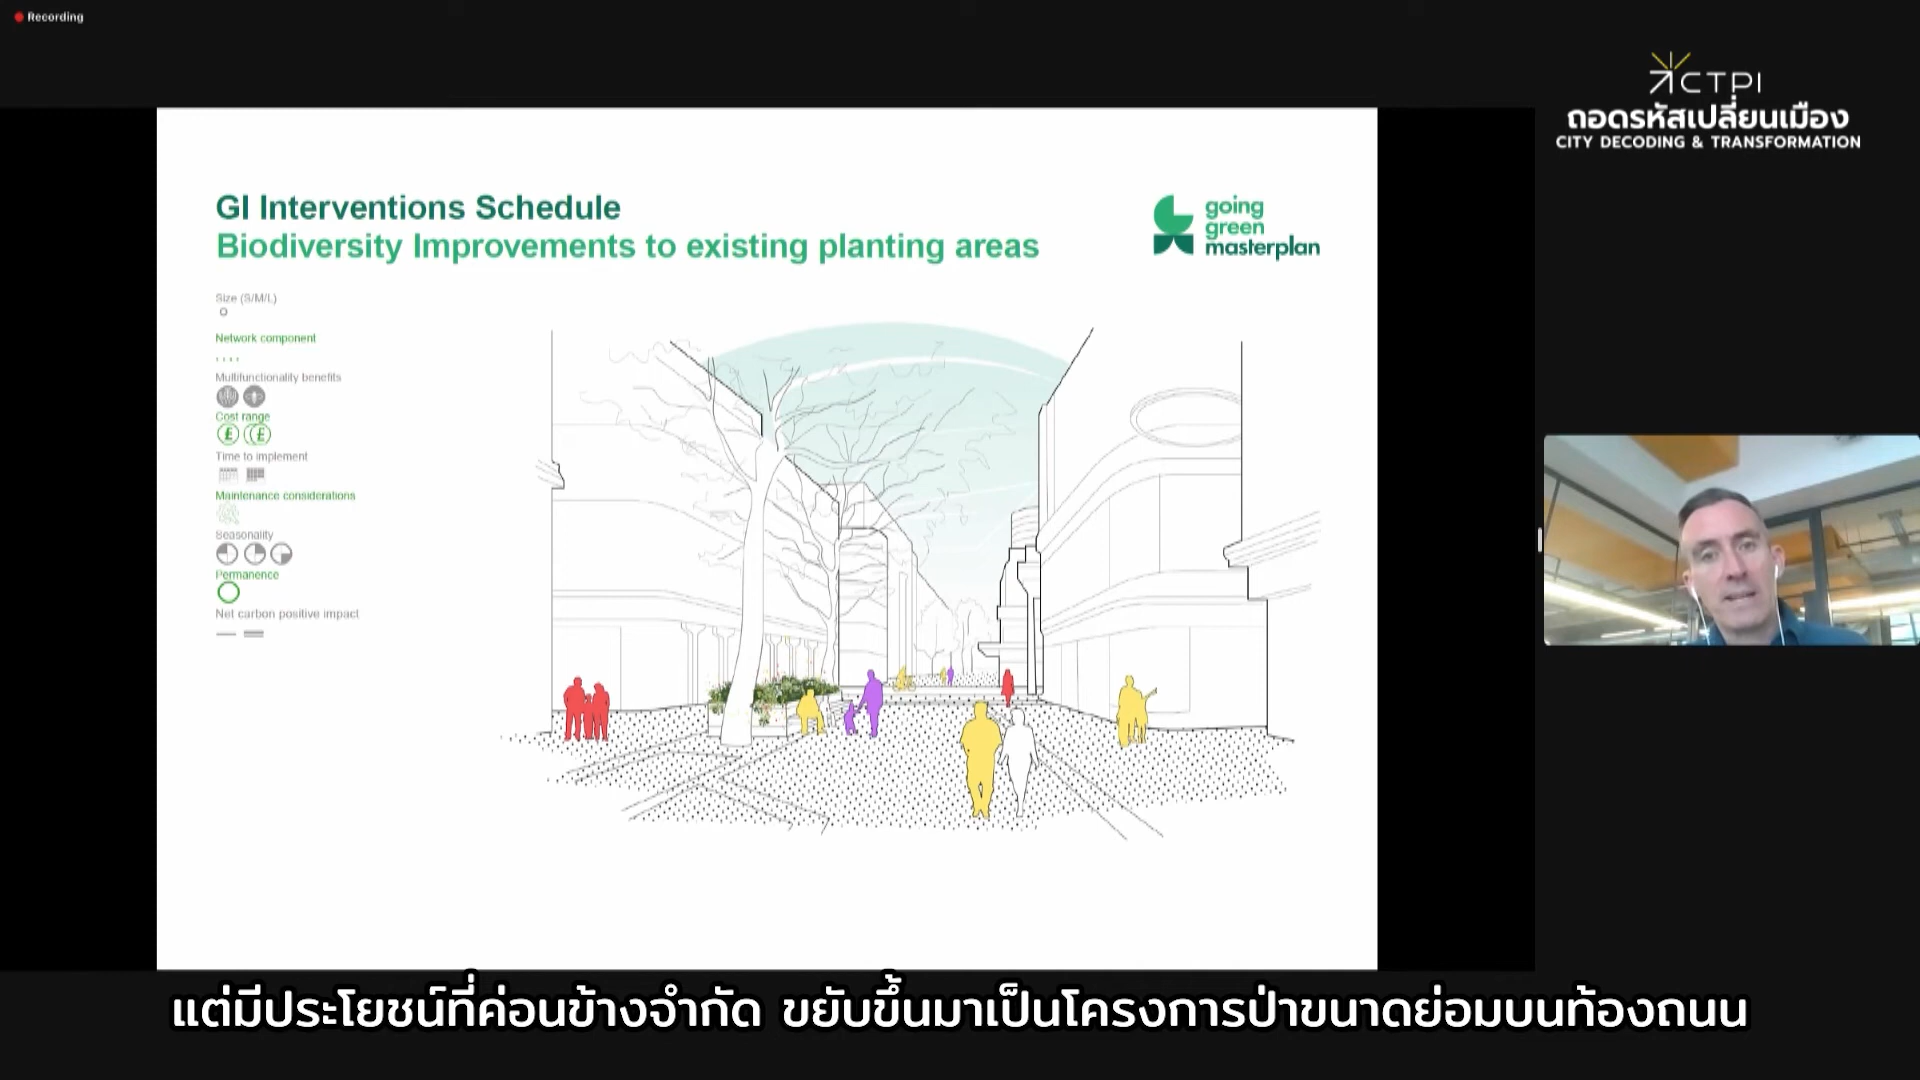 Recording
ACTPI
ถอดรหัสเปลี่ยนเมือง
CITY DECODING & TRANSFORMATION
GI Interventions Schedule
Biodiversity Improvements to existing planting areas
going
green
masterplan
Size (S/M/L)
Network component
Multifunctionality benefits
Cost range
£ £
Time to implement
Maintenance considerations
Seasonality
Permanence
Net carbon positive impact
แต่มีประโยชน์ที่ค่อนข้างจำกัด ขยับขึ้นมาเป็นโครงการป่าขนาดย่อมบนท้องถนน